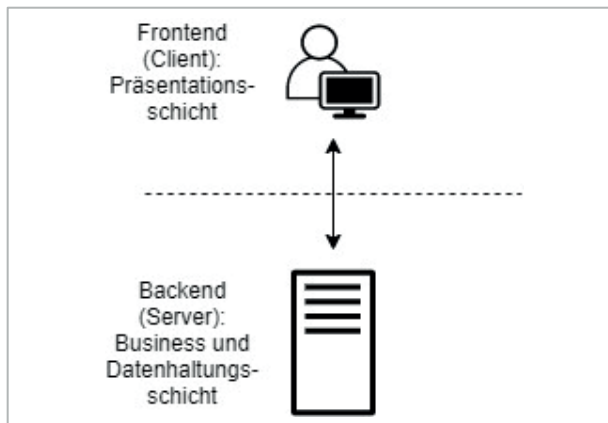 Frontend
(Client):
Präsentations-
schicht
Backend
(Server):
Business und
Datenhaltungs-
schicht